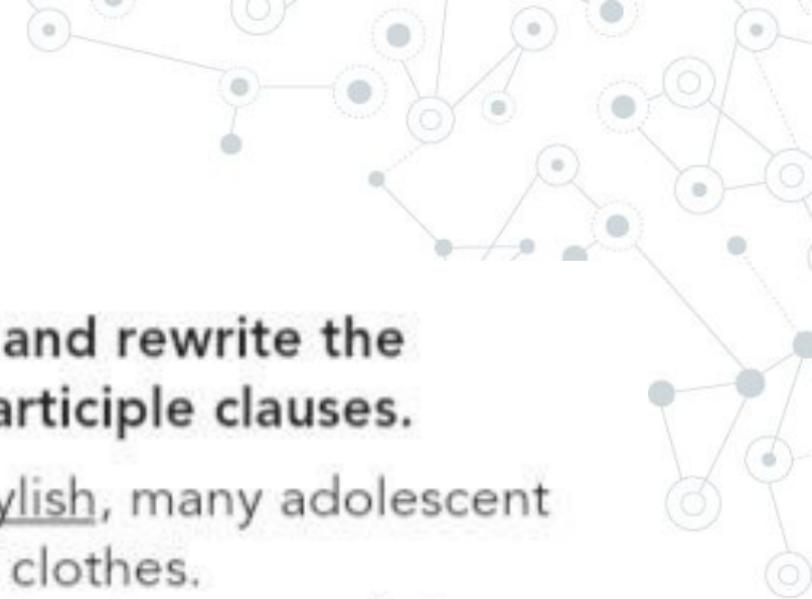 and rewrite the
articiple clauses.
ylish, many adolescent
clothes.